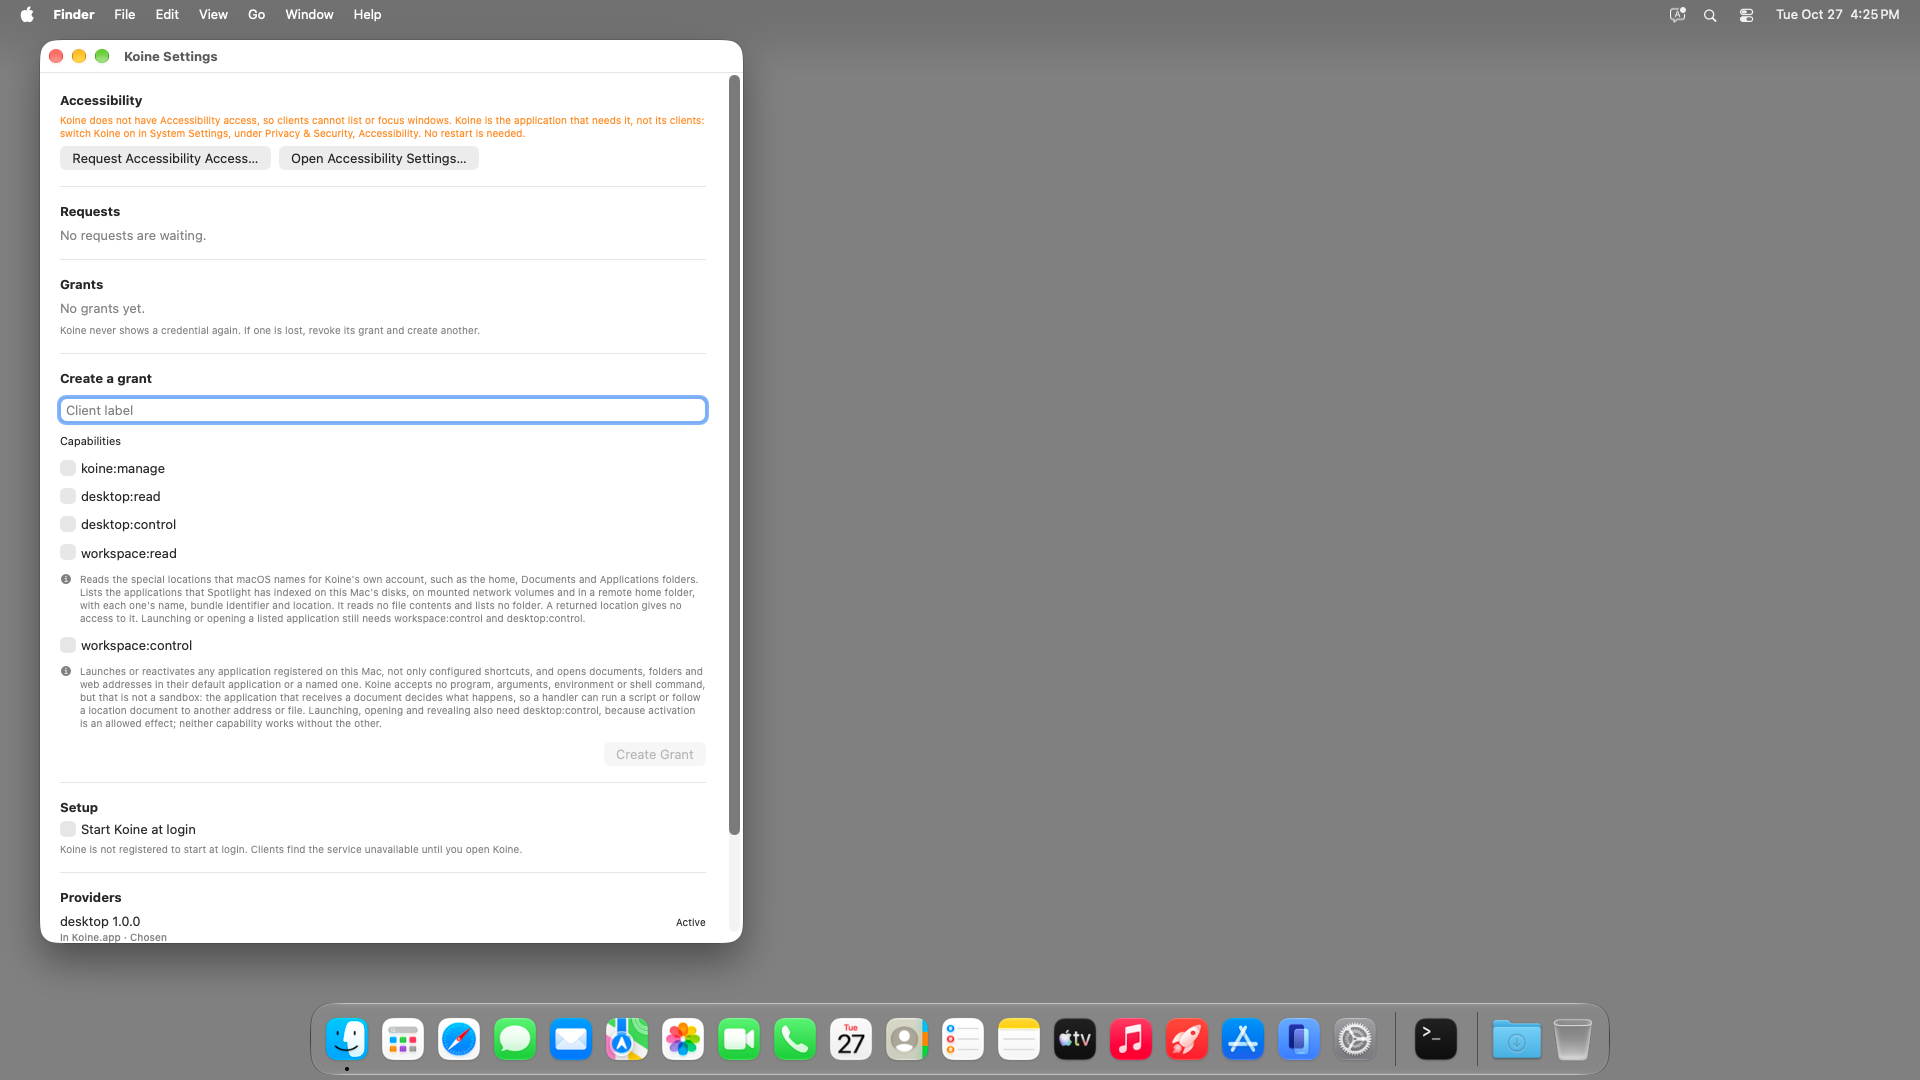 Finder File Edit View Go Window Help
Tue Oct 27 4:25 PM
Koine Settings
Accessibility
Koine does not have Accessibility access, so clients cannot list or focus windows. Koine is the application that needs it, not its clients:
switch Koine on in System Settings, under Privacy & Security, Accessibility. No restart is needed.
Request Accessibility Access... Open Accessibility Settings...
Requests
No requests are waiting.
Grants
No grants yet.
Koine never shows a credential again. If one is lost, revoke its grant and create another.
Create a grant
Client label
Capabilities
koine:manage
desktop:read
desktop:control
workspace:read
Reads the special locations that macOS names for Koine's own account, such as the home, Documents and Applications folders.
Lists the applications that Spotlight has indexed on this Mac's disks, on mounted network volumes and in a remote home folder,
with each one's name, bundle identifier and location. It reads no file contents and lists no folder. A returned location gives no
access to it. Launching or opening a listed application still needs workspace:control and desktop:control.
workspace:control
Launches or reactivates any application registered on this Mac, not only configured shortcuts, and opens documents, folders and
web addresses in their default application or a named one. Koine accepts no program, arguments, environment or shell command,
but that is not a sandbox: the application that receives a document decides what happens, so a handler can run a script or follow
a location document to another address or file. Launching, opening and revealing also need desktop:control, because activation
is an allowed effect; neither capability works without the other.
Create Grant
Setup
Start Koine at login
Koine is not registered to start at login. Clients find the service unavailable until you open Koine.
Providers
desktop 1.0.0
Active
In Koine.app · Chosen
Tue
27
tv